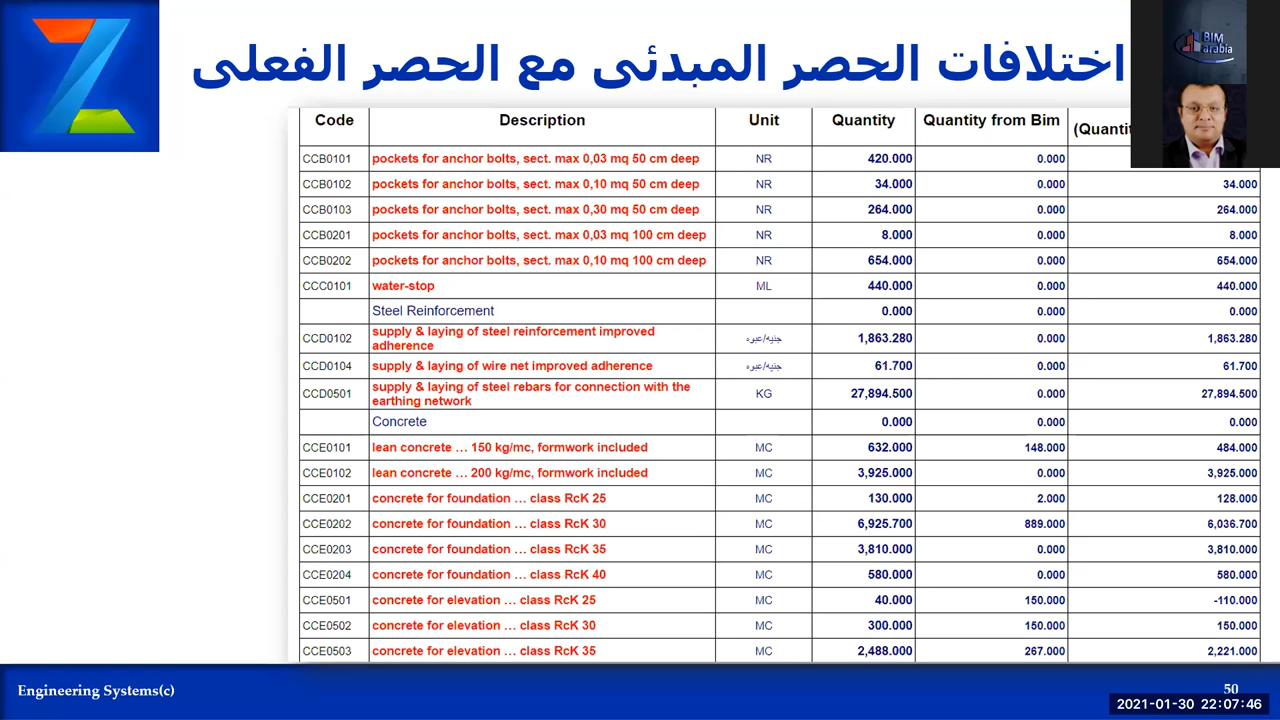 اختلافات الحصر المبدئى مع الحصر الفعلى
BIM
arabia
Code Description Unit Quantity Quantity from Bim
CCB0101 pockets for anchor bolts, sect. max 0,03 mq 50 cm deep NR 420.000 0.000
CCB0102 pockets for anchor bolts, sect. max 0,10 mq 50 cm deep NR 34.000 0.000 34.000
CCB0103 pockets for anchor bolts, sect. max 0,30 mq 50 cm deep NR 264.000 0.000 264.000
CCB0201 pockets for anchor bolts, sect. max 0,03 mq 100 cm deep NR 8.000 0.000 8.000
CCB0202 pockets for anchor bolts, sect. max 0,10 mq 100 cm deep NR 654.000 0.000 654.000
CCC0101 water-stop ML 440.000 0.000 440.000
Steel Reinforcement 0.000 0.000 0.000
CCD0102 supply & laying of steel reinforcement improved
adherence جنيه/عبوه 1,863.280 0.000 1,863.280
CCD0104 supply & laying of wire net improved adherence جنيه/عبوه 61.700 0.000 61.700
CCD0501 supply & laying of steel rebars for connection with the
earthing network KG 27,894.500 0.000 27,894.500
Concrete 0.000 0.000 0.000
CCE0101 lean concrete … 150 kg/mc, formwork included MC 632.000 148.000 484.000
CCE0102 lean concrete … 200 kg/mc, formwork included MC 3,925.000 0.000 3,925.000
CCE0201 concrete for foundation … class RcK 25 MC 130.000 2.000 128.000
CCE0202 concrete for foundation … class RcK 30 MC 6,925.700 889.000 6,036.700
CCE0203 concrete for foundation … class RcK 35 MC 3,810.000 0.000 3,810.000
CCE0204 concrete for foundation … class RcK 40 MC 580.000 0.000 580.000
CCE0501 concrete for elevation … class RcK 25 MC 40.000 150.000 -110.000
CCE0502 concrete for elevation … class RcK 30 MC 300.000 150.000 150.000
CCE0503 concrete for elevation … class RcK 35 MC 2,488.000 267.000 2,221.000
Engineering Systems(c)
50
2021-01-30 22:07:46